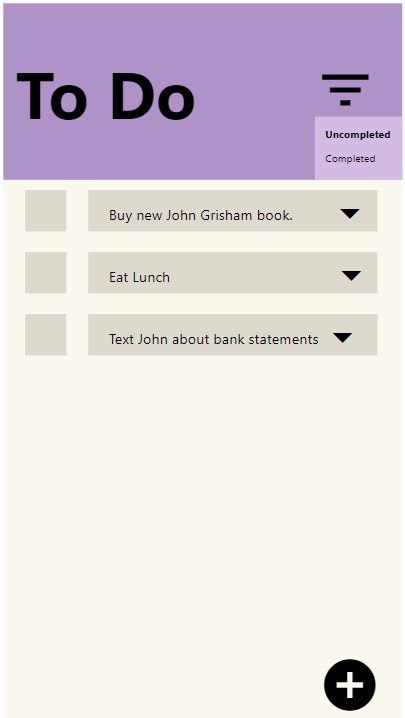 To Do
Uncompleted
Completed
Buy new John Grisham book.
Eat Lunch
Text John about bank statements